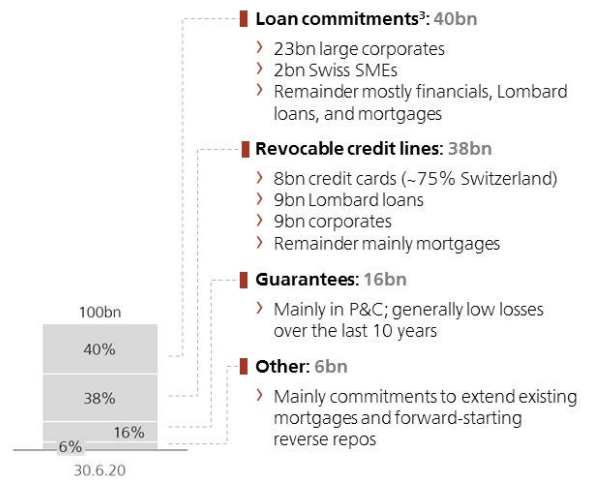 Loan commitments³: 40bn
› 23bn large corporates
› 2bn Swiss SMEs
› Remainder mostly financials, Lombard
loans, and mortgages
Revocable credit lines: 38bn
› 8bn credit cards (~75% Switzerland)
› 9bn Lombard loans
› 9bn corporates
› Remainder mainly mortgages
Guarantees: 16bn
› Mainly in P&C; generally low losses
over the last 10 years
Other: 6bn
› Mainly commitments to extend existing
mortgages and forward-starting
reverse repos
100bn
40%
38%
16%
6%
30.6.20